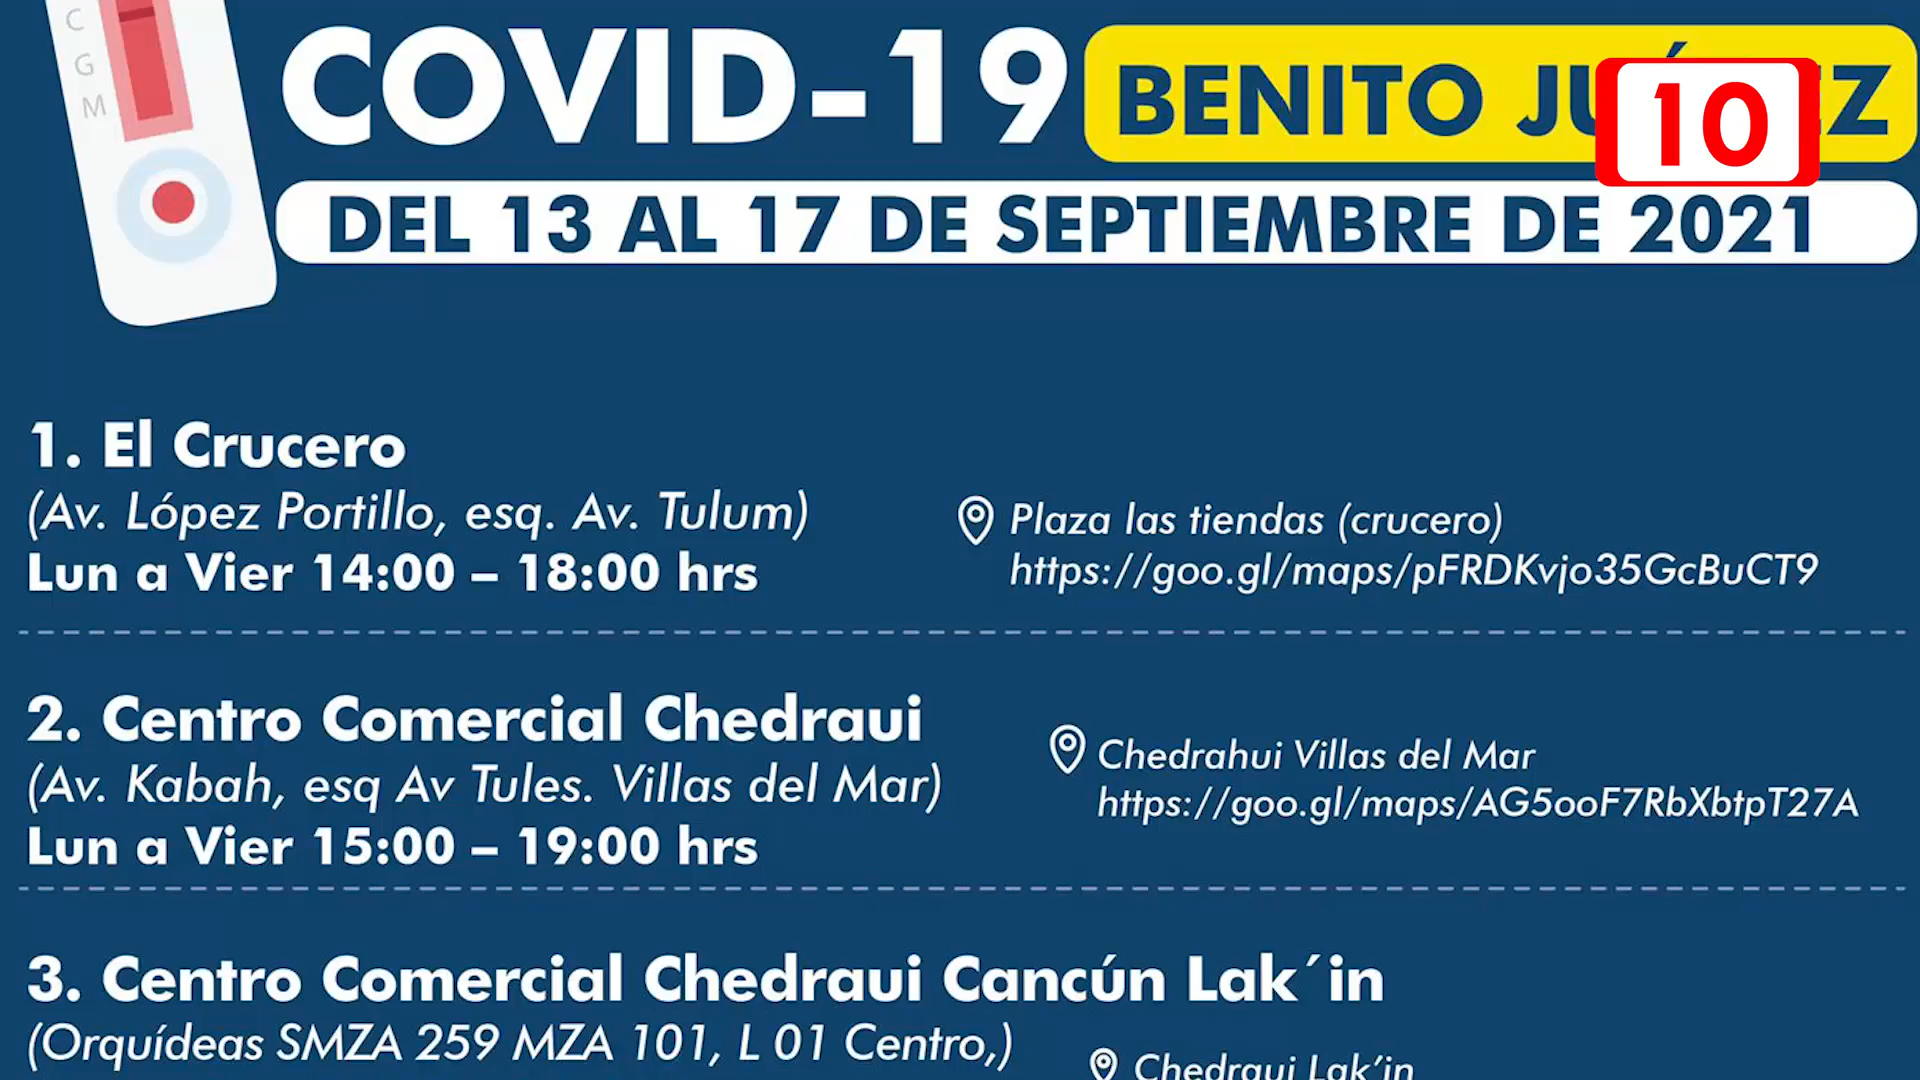 C
G
M
COVID-19
BENITO
10
DEL 13 AL 17 DE SEPTIEMBRE DE 2021
1. El Crucero
(Av. López Portillo, esq. Av. Tulum)
Lun a Vier 14:00 – 18:00 hrs
Plaza las tiendas (crucero)
https://goo.gl/maps/pFRDKvjo35GcBuCT9
2. Centro Comercial Chedraui
(Av. Kabah, esq Av Tules. Villas del Mar)
Lun a Vier 15:00 – 19:00 hrs
Chedrahui Villas del Mar
https://goo.gl/maps/AG5ooF7RbXbtpT27A
3. Centro Comercial Chedraui Cancún Lak´in
(Orquídeas SMZA 259 MZA 101, L 01 Centro,)
Chedraui Lak’in